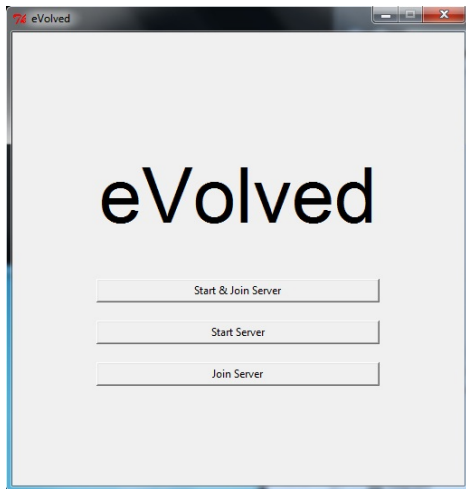 eVolved
eVolved
Start & Join Server
Start Server
Join Server